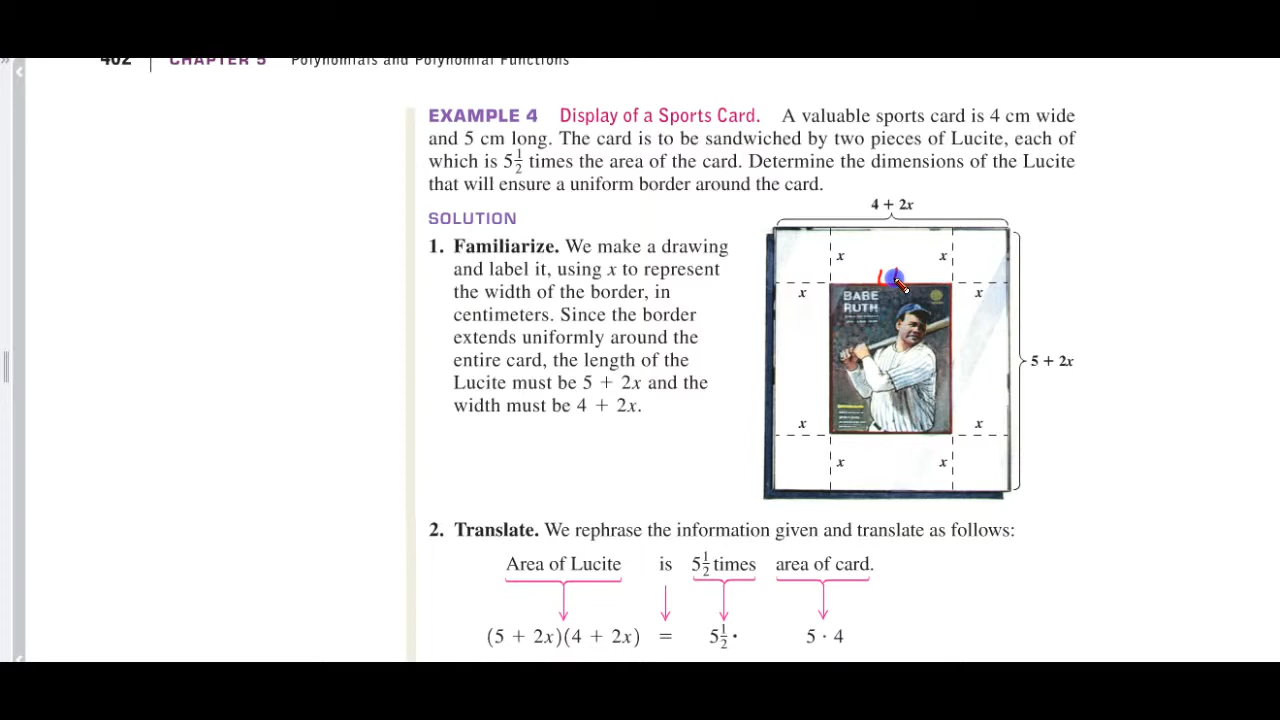 402 | CHAPTER 5 Polynomials and Polynomial Functions
EXAMPLE 4 Display of a Sports Card. A valuable sports card is 4 cm wide
and 5 cm long. The card is to be sandwiched by two pieces of Lucite, each of
which is 5 1/2 times the area of the card. Determine the dimensions of the Lucite
that will ensure a uniform border around the card.
SOLUTION
1. Familiarize. We make a drawing
and label it, using x to represent
the width of the border, in
centimeters. Since the border
extends uniformly around the
entire card, the length of the
Lucite must be 5 + 2x and the
width must be 4 + 2x.
4 + 2x
x x
x x
BABE
RUTH
5 + 2x
x x
x x
2. Translate. We rephrase the information given and translate as follows:
Area of Lucite is 5 1/2 times area of card.
(5 + 2x)(4 + 2x) = 5 1/2 · 5 · 4